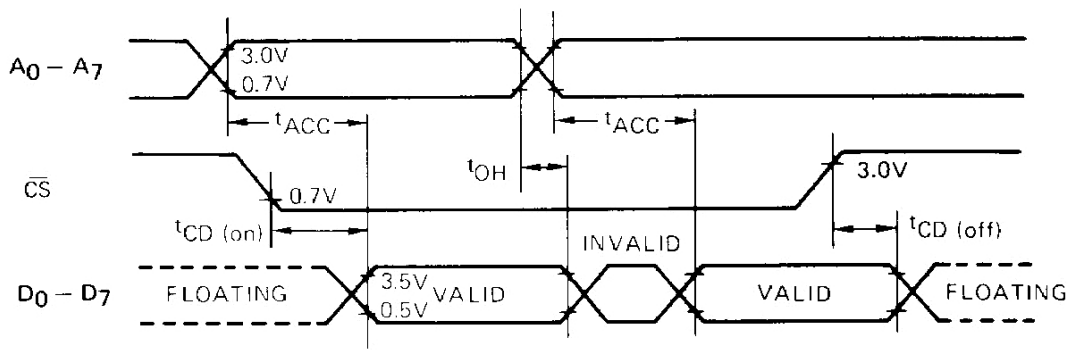 A0 – A7
3.0V
0.7V
tACC
tACC
tOH
CS
0.7V
3.0V
tCD (on)
INVALID
tCD (off)
D0 – D7
FLOATING
3.5V
0.5V
VALID
VALID
FLOATING